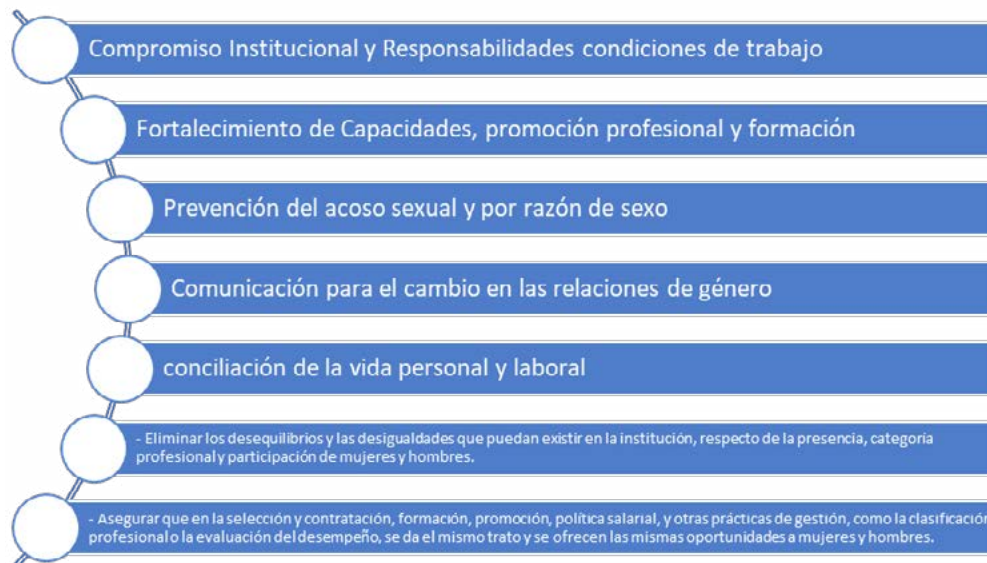 Compromiso Institucional y Responsabilidades condiciones de trabajo
Fortalecimiento de Capacidades, promoción profesional y formación
Prevención del acoso sexual y por razón de sexo
Comunicación para el cambio en las relaciones de género
conciliación de la vida personal y laboral
- Eliminar los desequilibrios y las desigualdades que puedan existir en la institución, respecto de la presencia, categoría
profesional y participación de mujeres y hombres.
- Asegurar que en la selección y contratación, formación, promoción, política salarial, y otras prácticas de gestión, como la clasificación
profesional o la evaluación del desempeño, se da el mismo trato y se ofrecen las mismas oportunidades a mujeres y hombres.